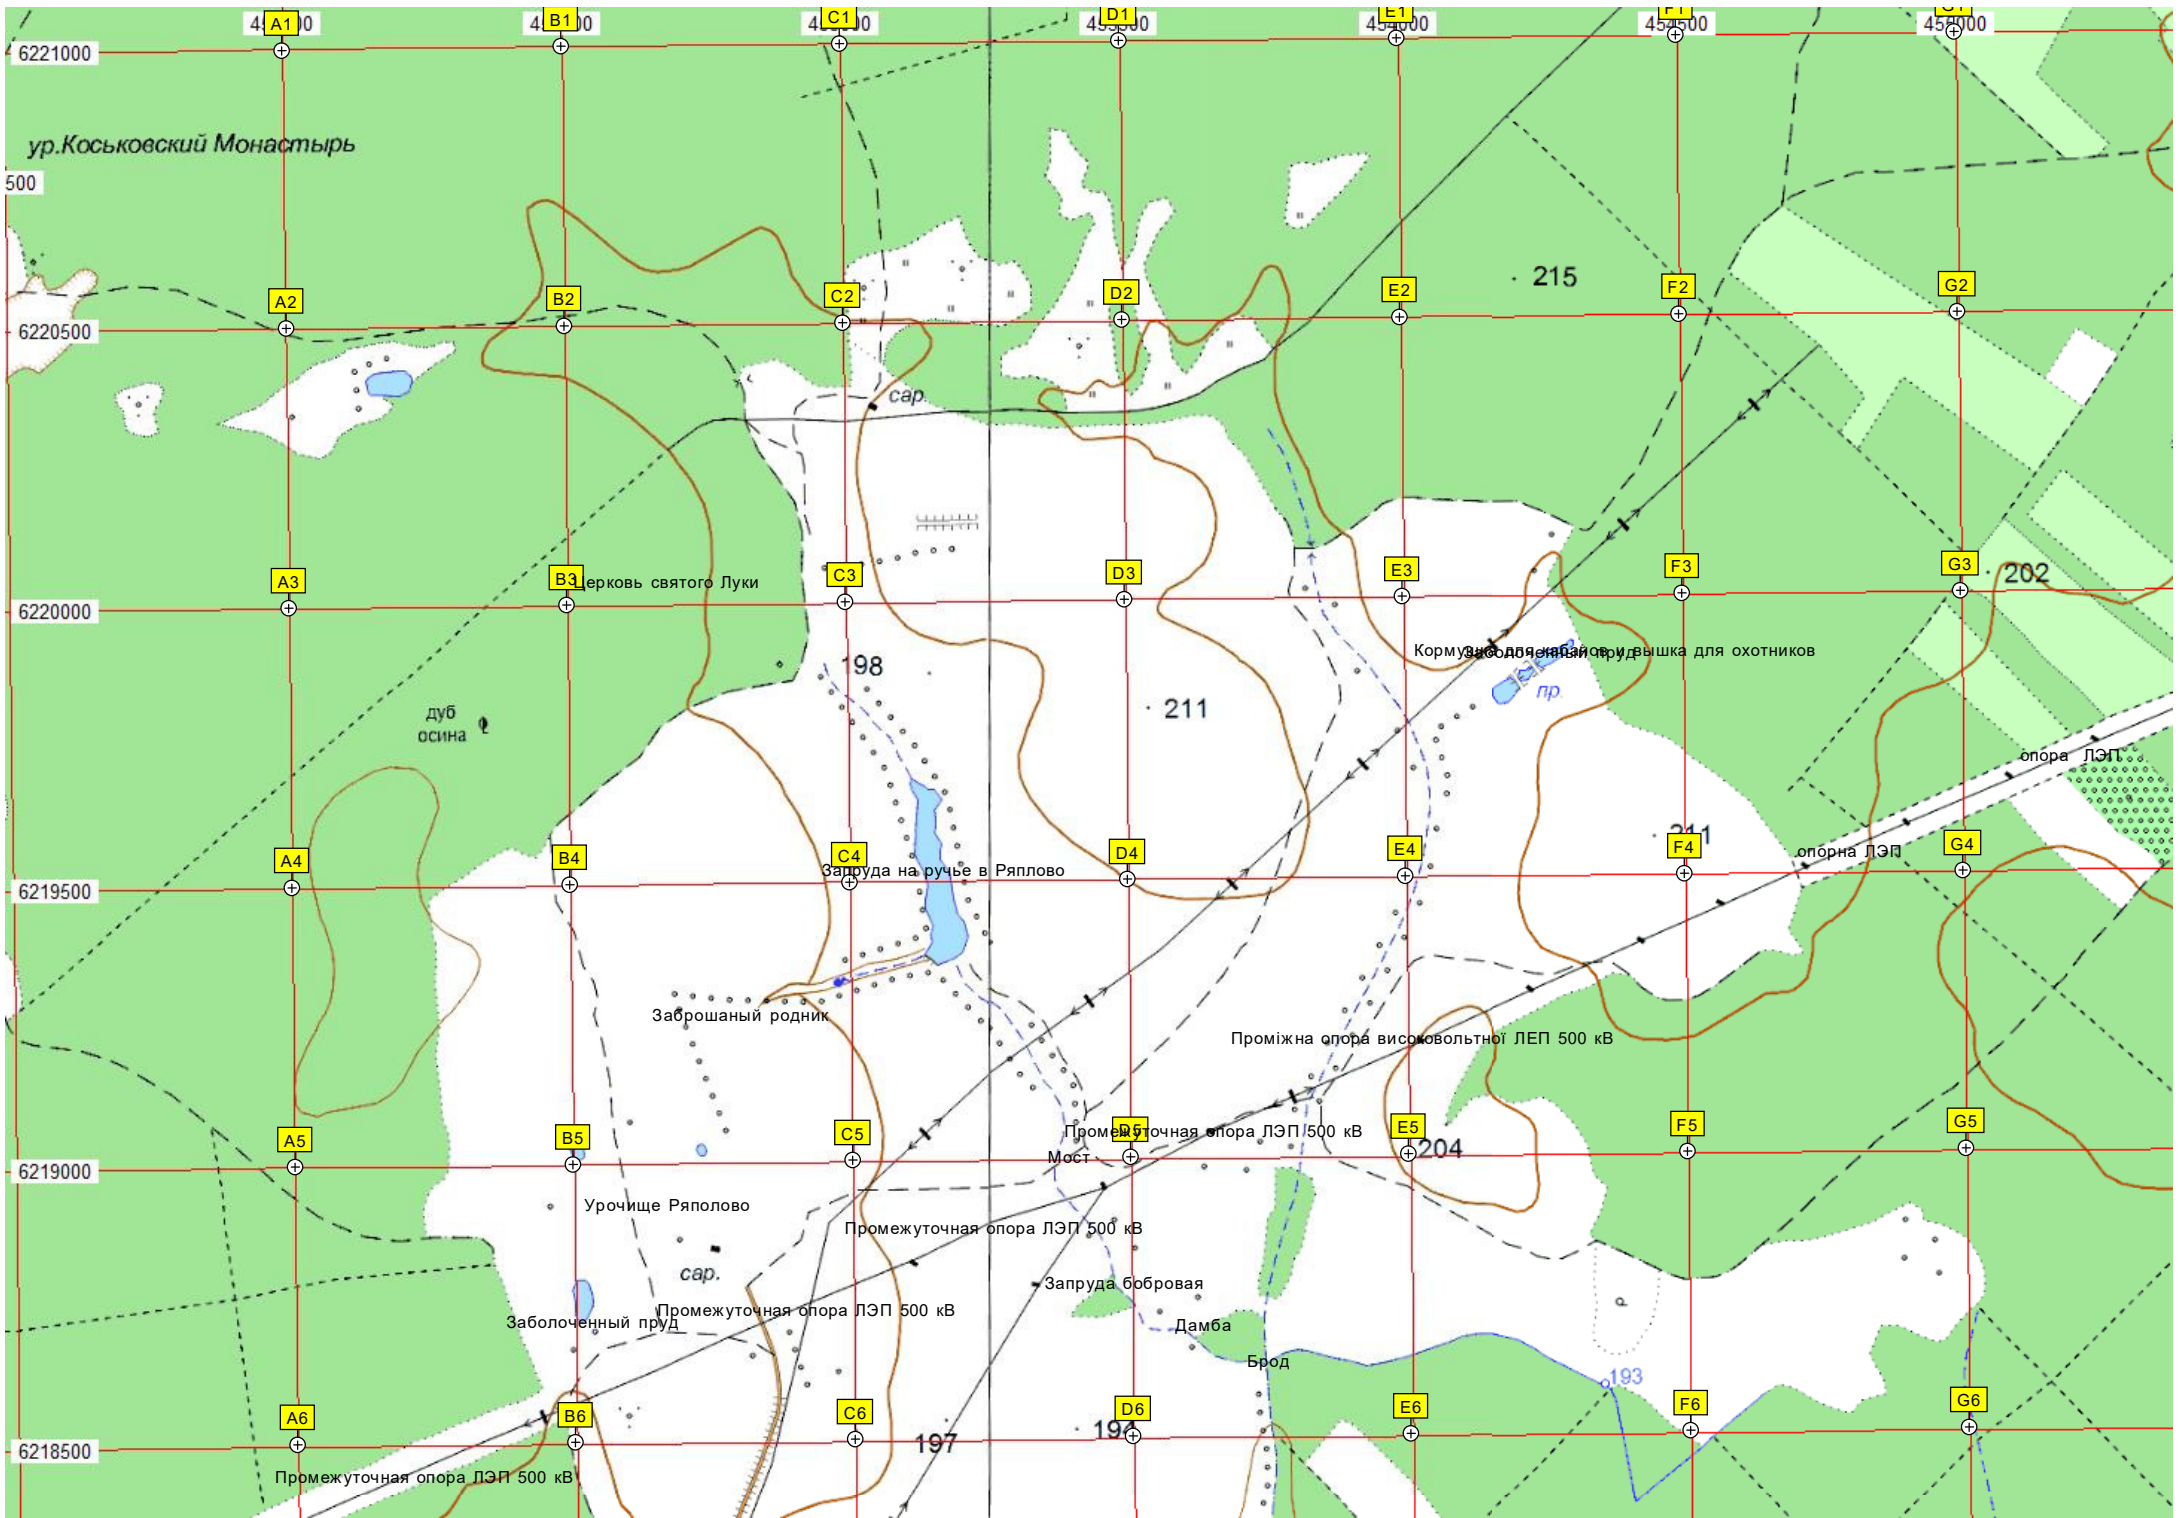 A1
B1
C1
D1
E1
F1
6221000
ур.Коськовский Монастырь
500
A2
B2
C2
D2
E2
215
F2
G2
6220500
сар.
A3
B3
Церковь святого Луки
C3
D3
E3
F3
G3
202
6220000
198
Кормушка для кабанов и вышка для охотников
Заболоченный пруд
пр.
дуб
осина
211
опора ЛЭП
211
A4
B4
C4
D4
E4
F4
опорна ЛЭП
G4
6219500
Запруда на ручье в Ряплово
Заброшаный родник
Проміжна опора високовольтної ЛЕП 500 кВ
A5
B5
C5
D5
Промежуточная опора ЛЭП 500 кВ
E5
F5
G5
204
6219000
Мост
Урочище Ряполово
Промежуточная опора ЛЭП 500 кВ
сар.
Запруда бобровая
Промежуточная опора ЛЭП 500 кВ
Заболоченный пруд
Дамба
Брод
193
A6
B6
C6
D6
E6
F6
G6
6218500
197
194
Промежуточная опора ЛЭП 500 кВ